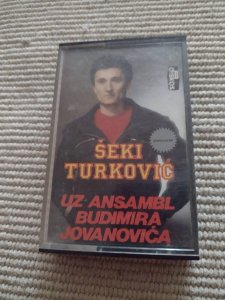 ŠEKI
TURKOVIĆ
UZ ANSAMBL
BUDIMIRA
JOVANOVIĆA